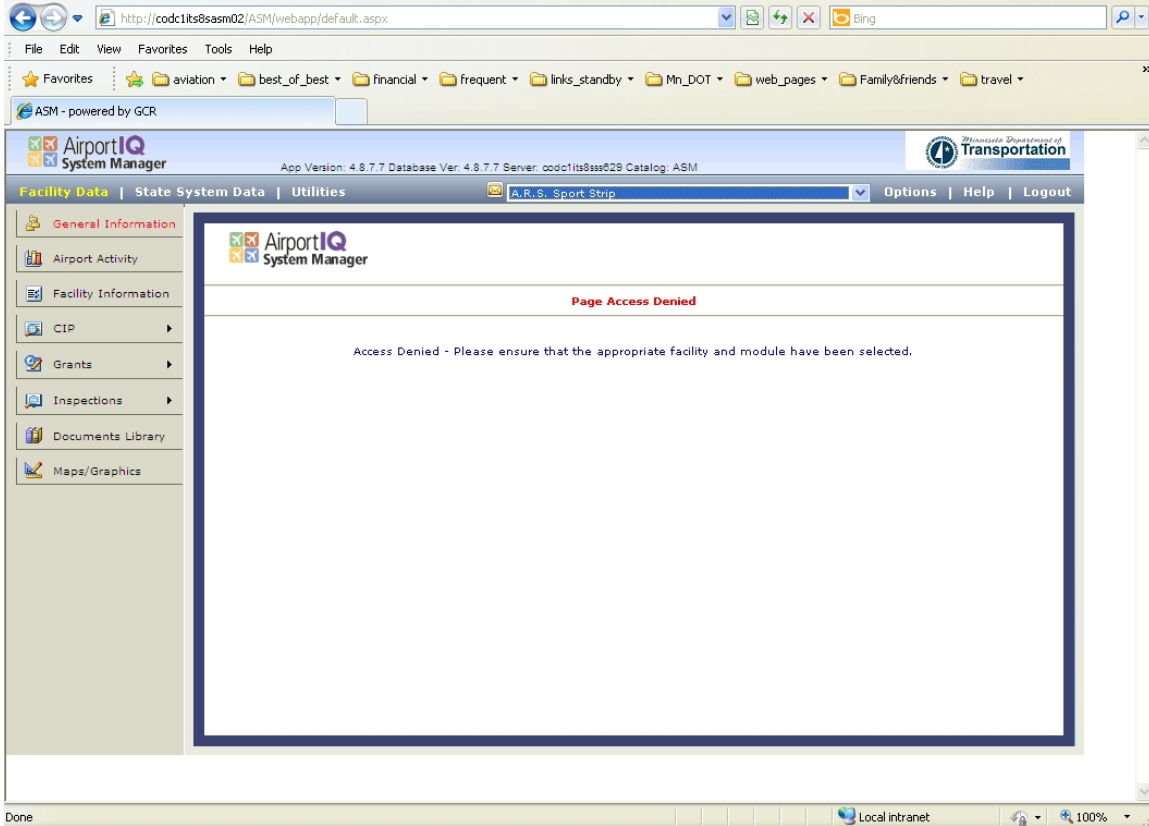 http://codc1its8sasm02/ASM/webapp/default.aspx
Bing
File Edit View Favorites Tools Help
Favorites aviation best_of_best financial frequent links_standby Mn_DOT web_pages Family&friends travel »
ASM - powered by GCR
AirportIQ
System Manager
App Version: 4.8.7.7 Database Ver: 4.8.7.7 Server: codc1its8sss629 Catalog: ASM
Minnesota Department of
Transportation
Facility Data | State System Data | Utilities
A.R.S. Sport Strip
Options | Help | Logout
General Information
Airport Activity
Facility Information
CIP
Grants
Inspections
Documents Library
Maps/Graphics
AirportIQ
System Manager
Page Access Denied
Access Denied - Please ensure that the appropriate facility and module have been selected.
Done
Local intranet
100%